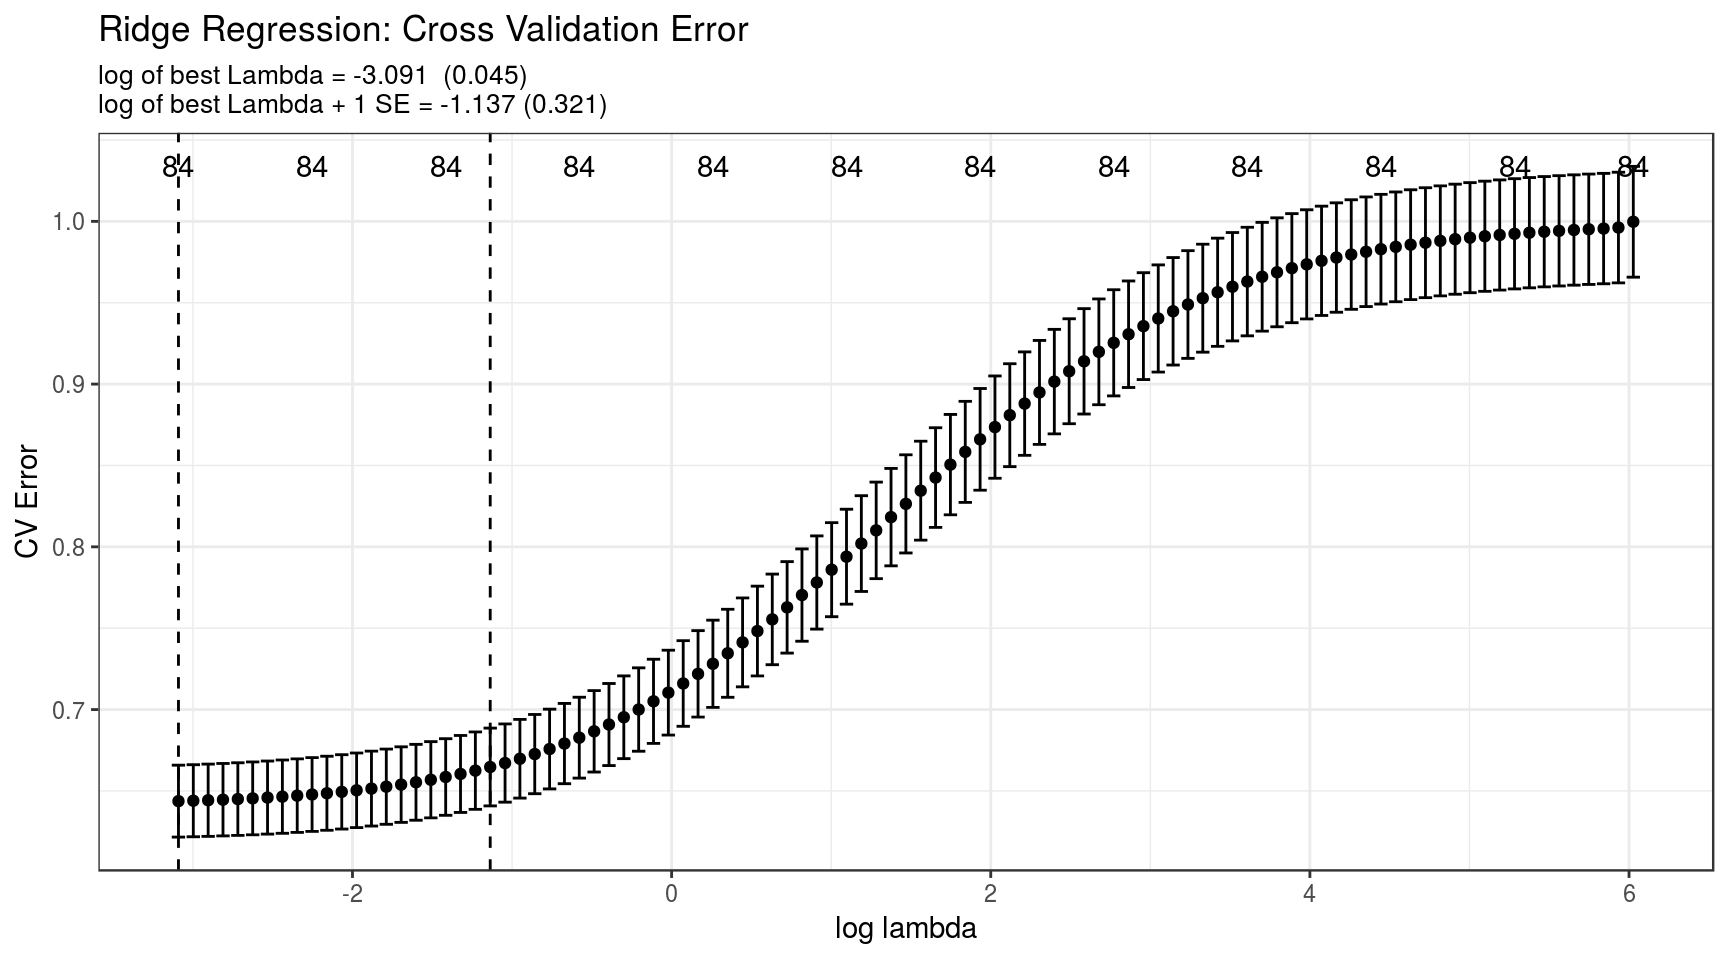 Ridge Regression: Cross Validation Error
log of best Lambda = -3.091  (0.045)
log of best Lambda + 1 SE = -1.137 (0.321)
84 84 84 84 84 84 84 84 84 84 84 84
1.0
0.9
0.8
0.7
CV Error
-2 0 2 4 6
log lambda